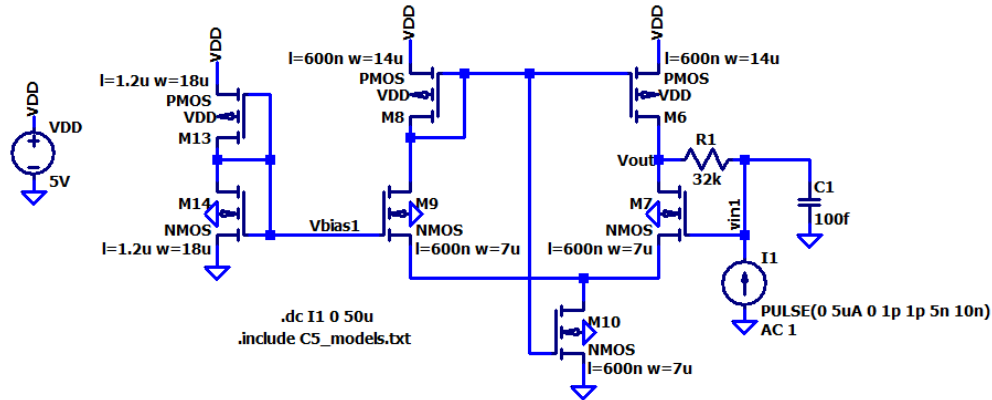 VDD
VDD
5V
VDD
l=1.2u w=18u
PMOS
VDD
M13
M14
NMOS
l=1.2u w=18u
Vbias1
VDD
l=600n w=14u
PMOS
VDD
M8
M9
NMOS
l=600n w=7u
VDD
l=600n w=14u
PMOS
VDD
M6
Vout
R1
32k
M7
NMOS
l=600n w=7u
vin1
C1
100f
I1
PULSE(0 5uA 0 1p 1p 5n 10n)
AC 1
M10
NMOS
l=600n w=7u
.dc I1 0 50u
.include C5_models.txt